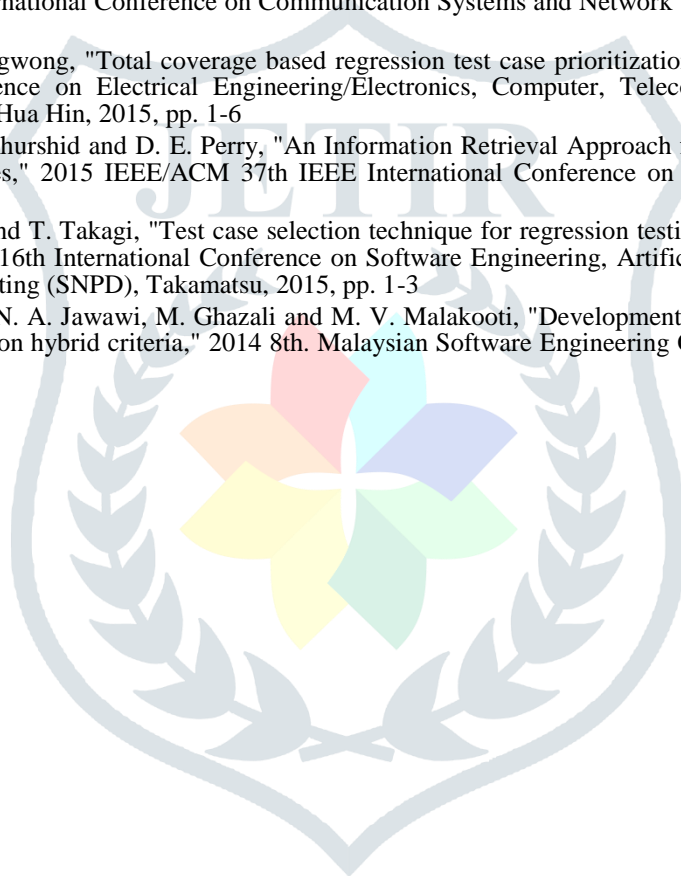 International Conference on Communication Systems and Network
gwong, "Total coverage based regression test case prioritizatio
ence on Electrical Engineering/Electronics, Computer, Teleco
Hua Hin, 2015, pp. 1-6
hurshid and D. E. Perry, "An Information Retrieval Approach
es," 2015 IEEE/ACM 37th IEEE International Conference on
JETIR
nd T. Takagi, "Test case selection technique for regression testi
16th International Conference on Software Engineering, Artific
ting (SNPD), Takamatsu, 2015, pp. 1-3
N. A. Jawawi, M. Ghazali and M. V. Malakooti, "Development
on hybrid criteria," 2014 8th. Malaysian Software Engineering